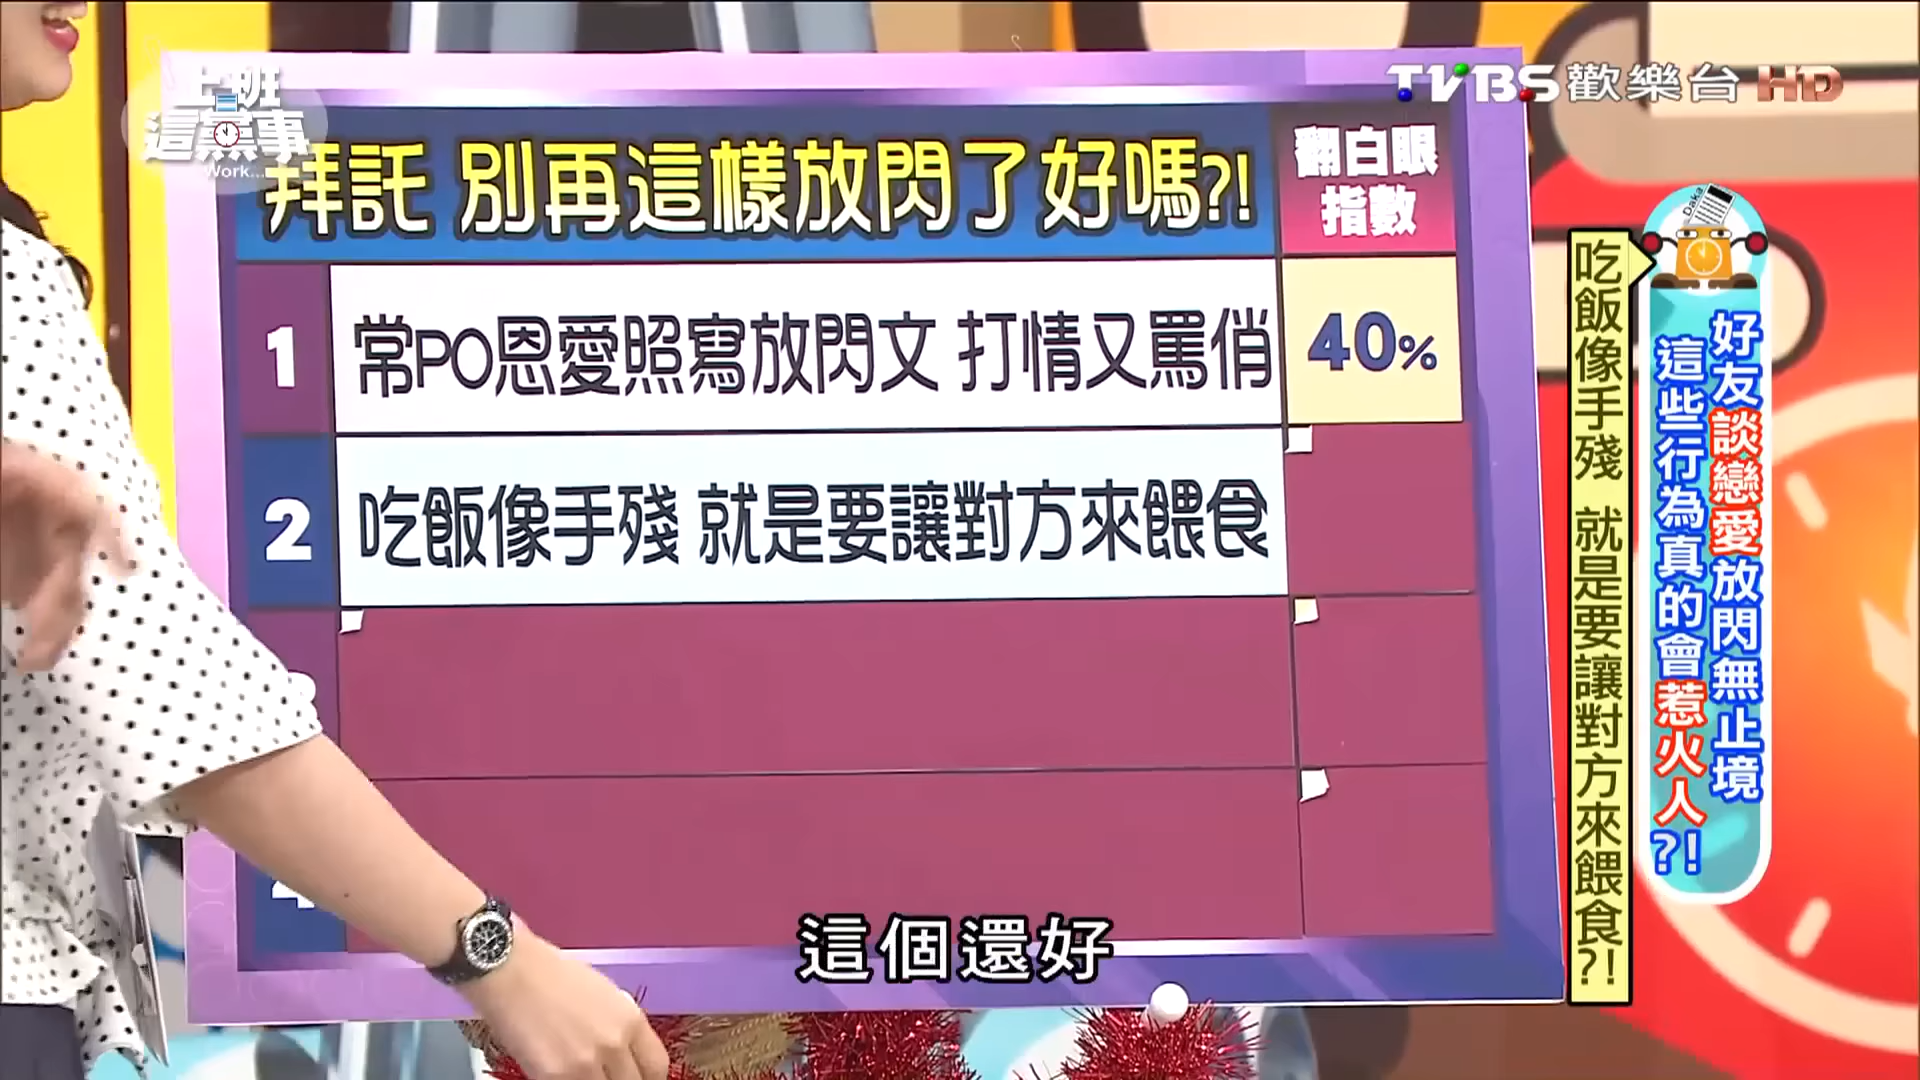 上班
這黨事
Work...
TVBS歡樂台 HD
拜託 別再這樣放閃了好嗎?!
翻白眼
指數
1
常PO恩愛照寫放閃文 打情又罵俏
40%
2
吃飯像手殘 就是要讓對方來餵食
3
4
這個還好
Daka
好友談戀愛放閃無止境
這些行為真的會惹火人?!
吃飯像手殘 就是要讓對方來餵食?!